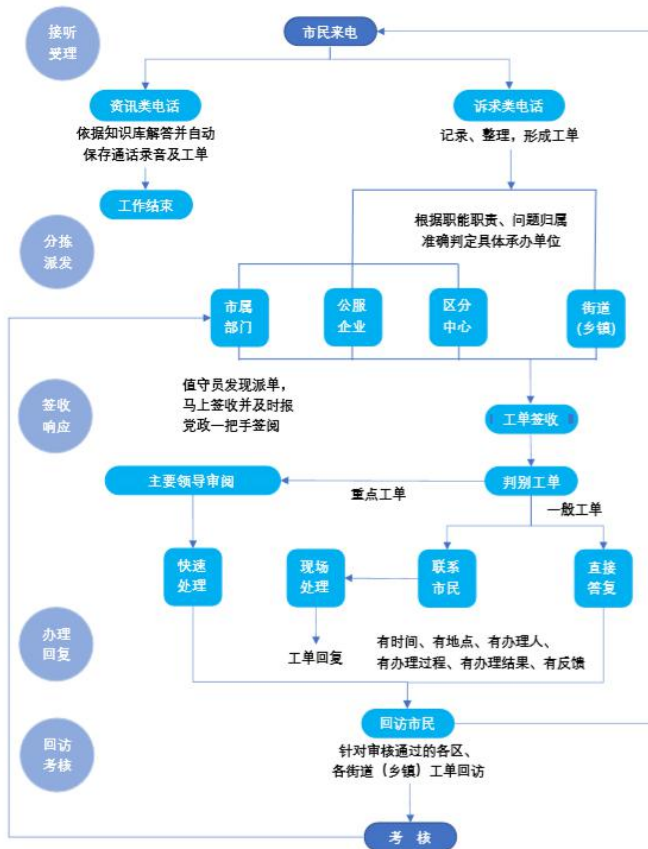 接听
受理
市民来电
资讯类电话
诉求类电话
依据知识库解答并自动
保存通话录音及工单
记录、整理，形成工单
工作结束
分拣
派发
根据职能职责、问题归属
准确判定具体承办单位
市属
部门
公服
企业
区分
中心
街道
(乡镇)
值守员发现派单，
马上签收并及时报
党政一把手签阅
签收
响应
工单签收
主要领导审阅
重点工单
判别工单
一般工单
快速
处理
现场
处理
联系
市民
直接
答复
办理
回复
工单回复
有时间、有地点、有办理人、
有办理过程、有办理结果、有反馈
回访
考核
回访市民
针对审核通过的各区、
各街道（乡镇）工单回访
考 核